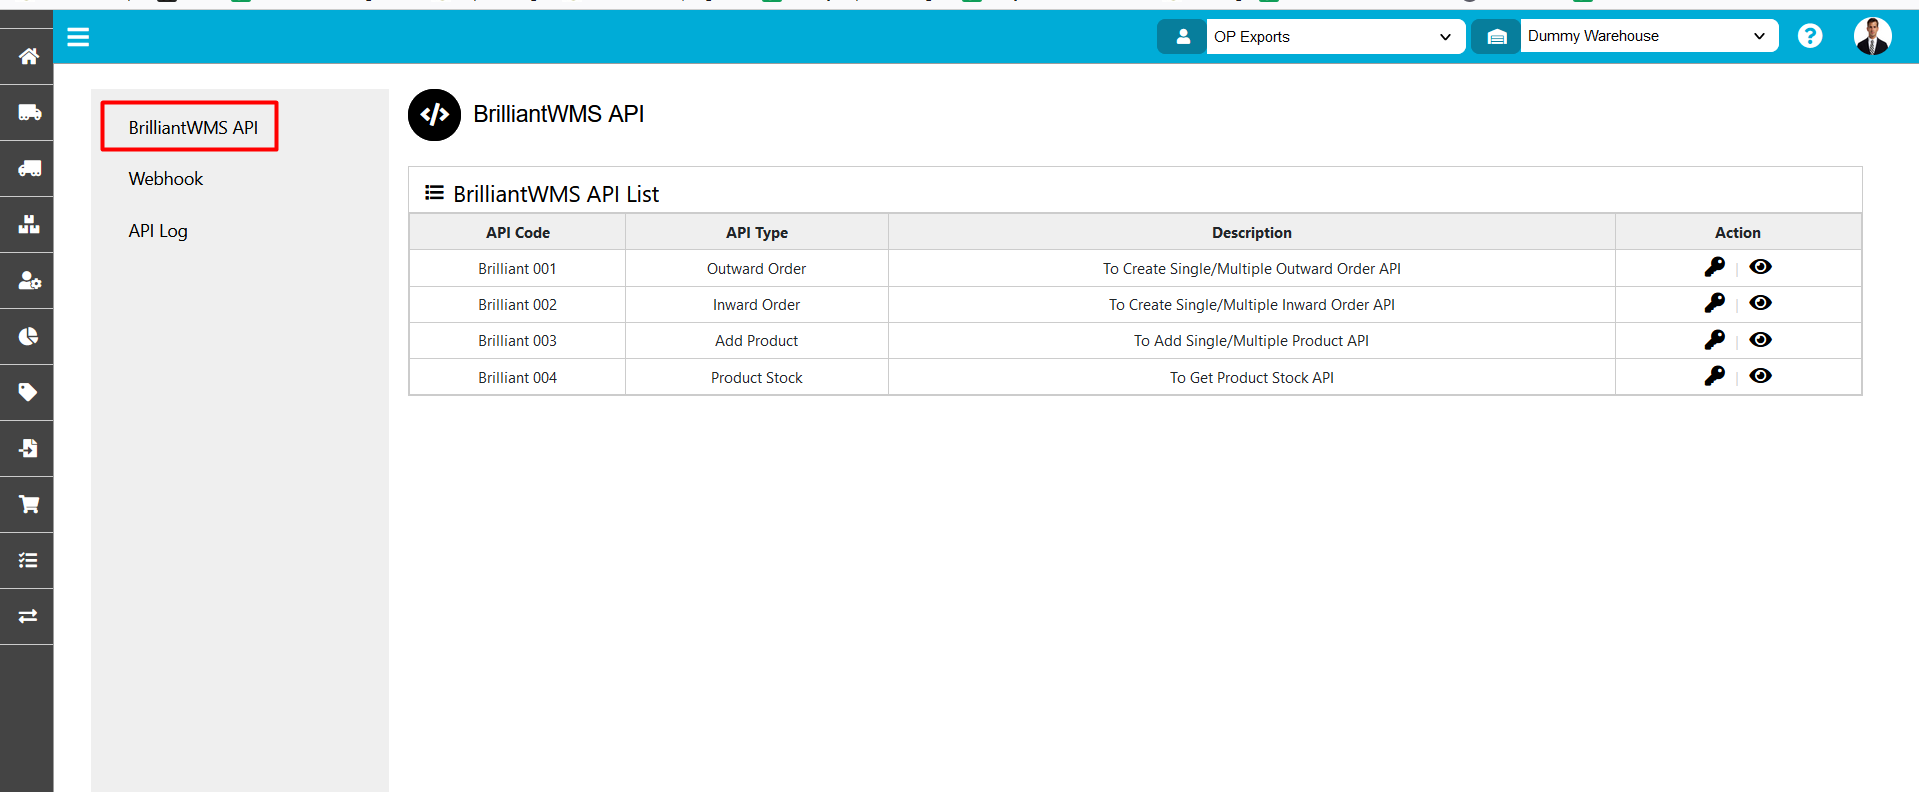 OP Exports
Dummy Warehouse
BrilliantWMS API
Webhook
API Log
BrilliantWMS API
BrilliantWMS API List
API Code API Type Description Action
Brilliant 001 Outward Order To Create Single/Multiple Outward Order API
Brilliant 002 Inward Order To Create Single/Multiple Inward Order API
Brilliant 003 Add Product To Add Single/Multiple Product API
Brilliant 004 Product Stock To Get Product Stock API